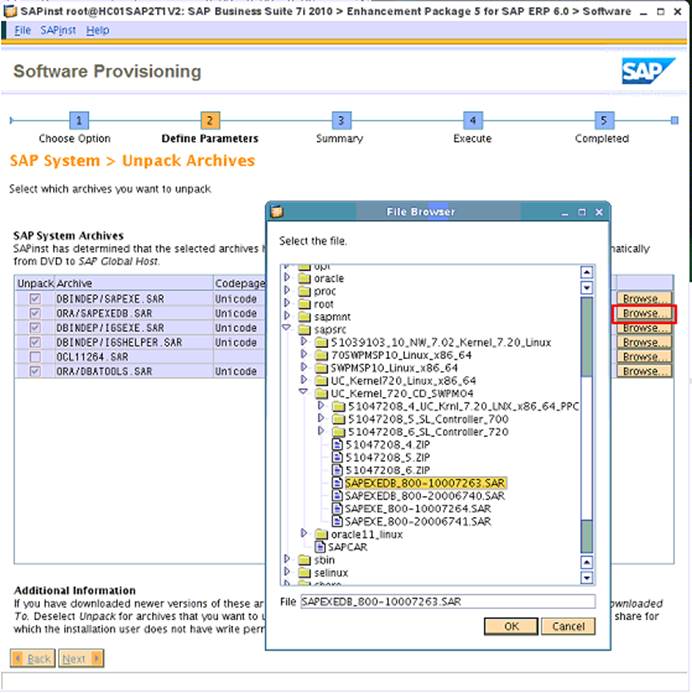 SAPinst root@HC01SAP2T1V2: SAP Business Suite 7i 2010 > Enhancement Package 5 for SAP ERP 6.0 > Software
File SAPinst Help
Software Provisioning
SAP
1 2 3 4 5
Choose Option Define Parameters Summary Execute Completed
SAP System > Unpack Archives
Select which archives you want to unpack
File Browser
Select the file.
SAP System Archives
SAPinst has determined that the selected archives
matically
from DVD to SAP Global Host.
Unpack Archive Codepage
DBINDEP/SAPEXE.SAR Unicode Browse...
ORA/SAPEXEDB.SAR Unicode Browse...
DBINDEP/IGSEXE.SAR Unicode Browse...
DBINDEP/IGSHELPER.SAR Unicode Browse...
OCL11264.SAR Browse...
ORA/DBATOOLS.SAR Unicode Browse...
opt
oracle
proc
root
sapmnt
sapsrc
51039103_10_NW_7.02_Kernel_7.20_Linux
70SWPMSP10_Linux_x86_64
SWPMSP10_Linux_x86_64
UC_Kernel720_Linux_x86_64
UC_Kernel_720_CD_SWPM04
51047208_4_UC_Krnl_7.20_LNX_x86_64_PPC
51047208_5_SL_Controller_700
51047208_6_SL_Controller_720
51047208_4.ZIP
51047208_5.ZIP
51047208_6.ZIP
SAPEXEDB_800-10007263.SAR
SAPEXEDB_800-20006740.SAR
SAPEXE_800-10007264.SAR
SAPEXE_800-20006741.SAR
oracle11_linux
SAPCAR
sbin
selinux
File SAPEXEDB_800-10007263.SAR
OK Cancel
Additional Information
If you have downloaded newer versions of these ar
ownloaded
To. Deselect Unpack for archives that you want to
share for
which the installation user does not have write perm
Back Next